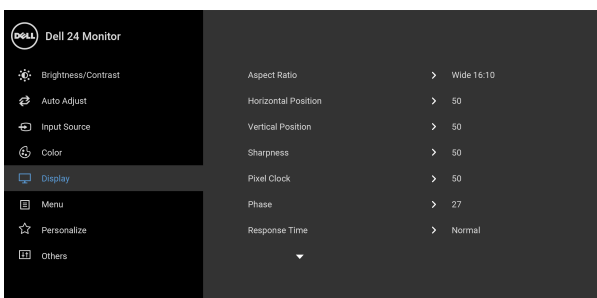 DELL Dell 24 Monitor
Brightness/Contrast
Auto Adjust
Input Source
Color
Display
Menu
Personalize
Others
Aspect Ratio Wide 16:10
Horizontal Position 50
Vertical Position 50
Sharpness 50
Pixel Clock 50
Phase 27
Response Time Normal